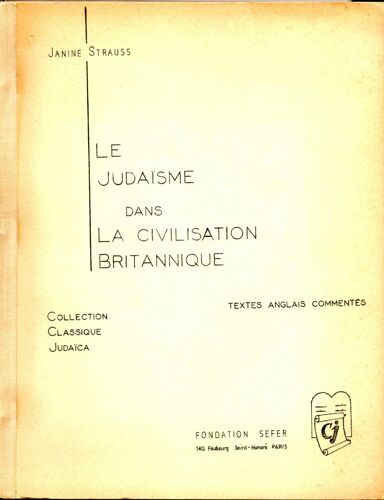 Janine Strauss
Le
Judaïsme
dans
La civilisation
Britannique
Textes anglais commentés
Collection
Classique
Judaïca
Fondation Sefer
140, Faubourg Saint-Honoré PARIS
Cj